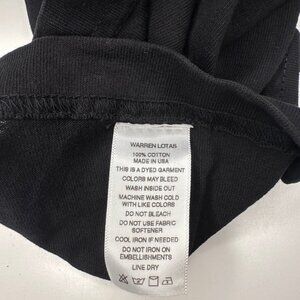 WARREN LOTAS
100% COTTON
MADE IN USA
THIS IS A DYED GARMENT
COLORS MAY BLEED
WASH INSIDE OUT
MACHINE WASH COLD
WITH LIKE COLORS
DO NOT BLEACH
DO NOT USE FABRIC
SOFTENER
COOL IRON IF NEEDED
DO NOT IRON ON
EMBELLISHMENTS
LINE DRY